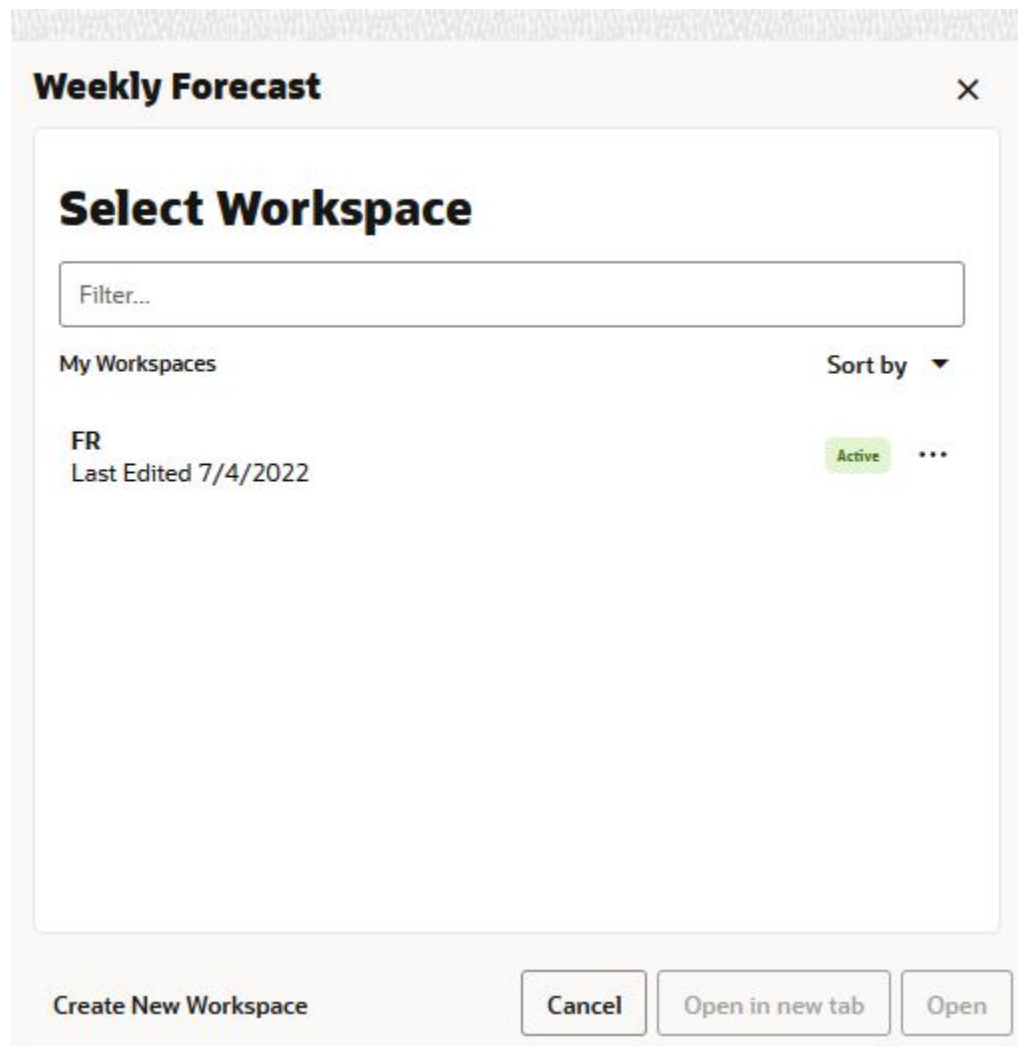 Weekly Forecast
Select Workspace
Filter...
My Workspaces
Sort by
FR
Last Edited 7/4/2022
Active
Create New Workspace
Cancel
Open in new tab
Open